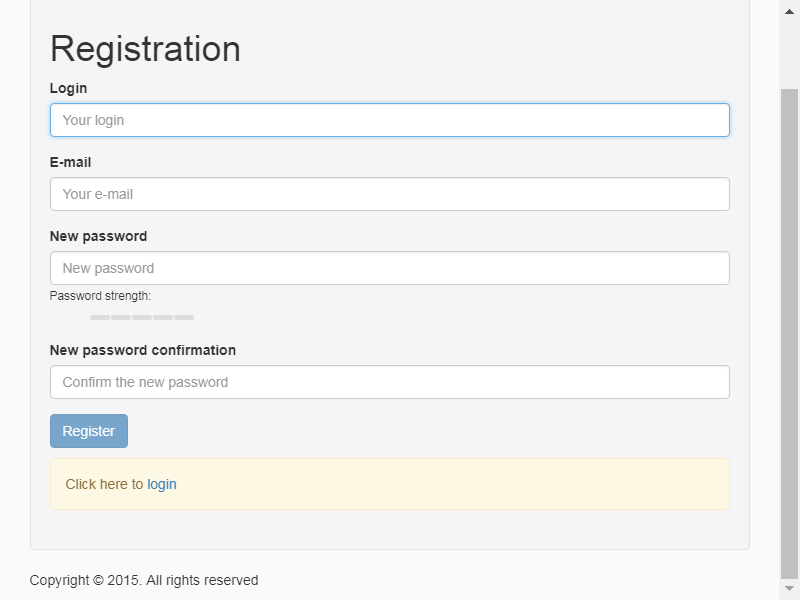 Registration
Login
Your login
E-mail
Your e-mail
New password
New password
Password strength:
New password confirmation
Confirm the new password
Register
Click here to login
Copyright © 2015. All rights reserved